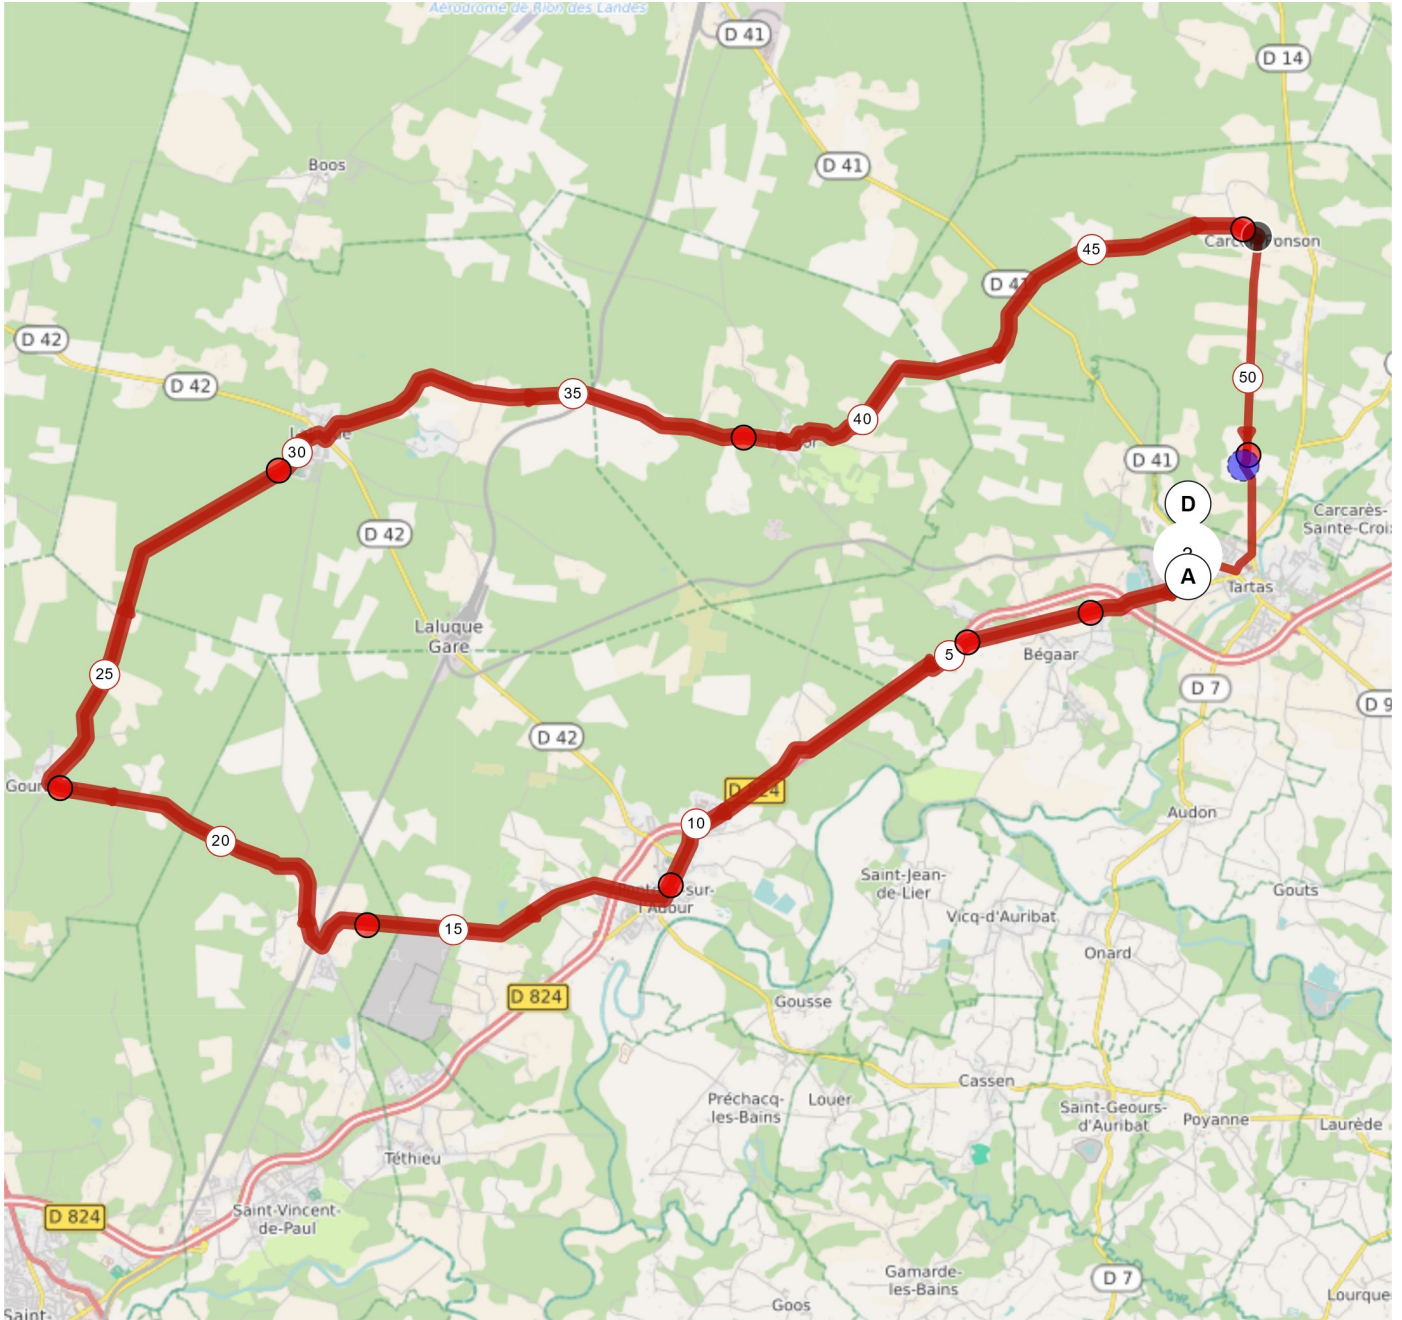 Aérodrome de Rion des Landes
D 41
D 14
Boos
D 41
45
D 42
D 42
35
50
40
30
D 41
D
D 42
Carcarès-
Sainte-Croix
A
Tartas
Laluque
Gare
5
Bégaar
25
D 7
D 42
10
Audon
20
Saint-Jean-
de-Lier
Gouts
l'Adour
Vicq-d'Auribat
15
Onard
D 824
Gousse
Cassen
Préchacq-
les-Bains
Louer
Saint-Geours-
d'Auribat
Poyanne
Laurède
Téthieu
D 824
Saint-Vincent-
de-Paul
Gamarde-
les-Bains
D 7
Goos
Lourque
Saint-